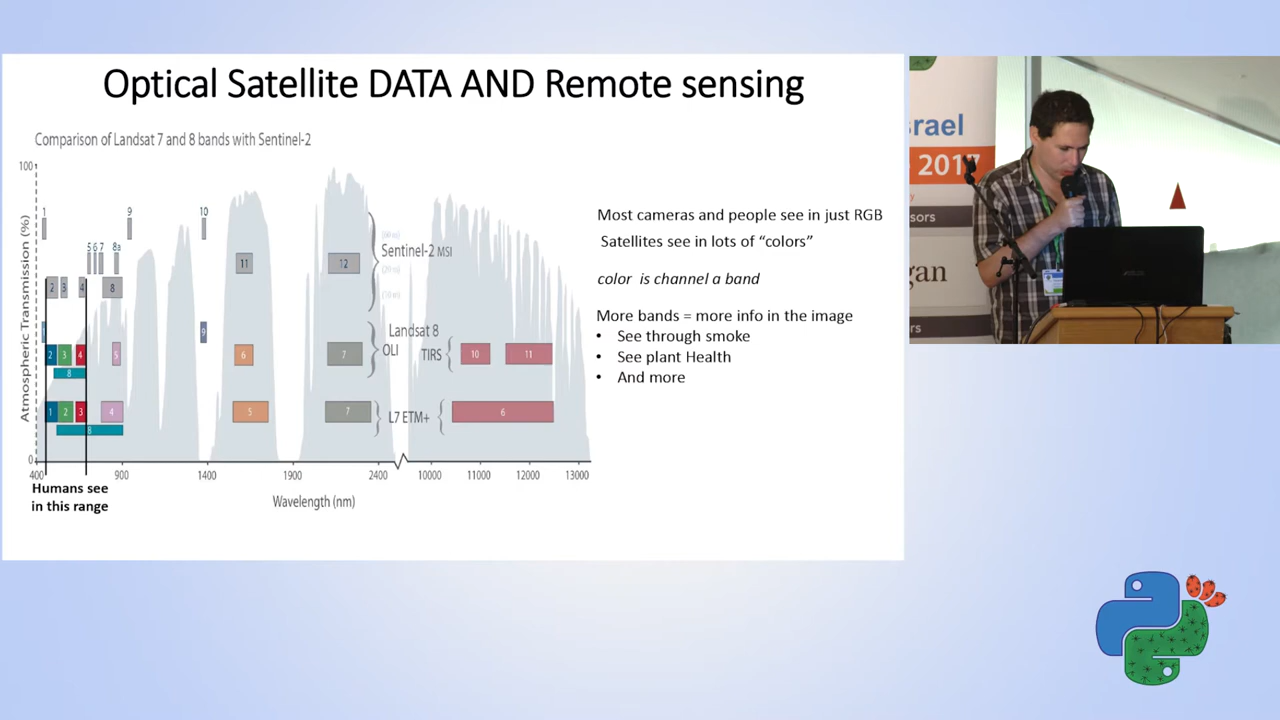 Optical Satellite DATA AND Remote sensing
Comparison of Landsat 7 and 8 bands with Sentinel-2
100
Atmospheric Transmission (%)
0
1
9
10
5 6 7 8a
11
12
Sentinel-2 MSI
2 3 4 8
9
Landsat 8
OLI
TIRS
2 3 4 5 6 7 10 11
8
1 2 3 4 5 7
L7 ETM+
6
8
400 900 1400 1900 2400 10000 11000 12000 13000
Humans see
in this range
Wavelength (nm)
Most cameras and people see in just RGB
Satellites see in lots of “colors”
color is channel a band
More bands = more info in the image
• See through smoke
• See plant Health
• And more
srael
2017
sors
gan
rs